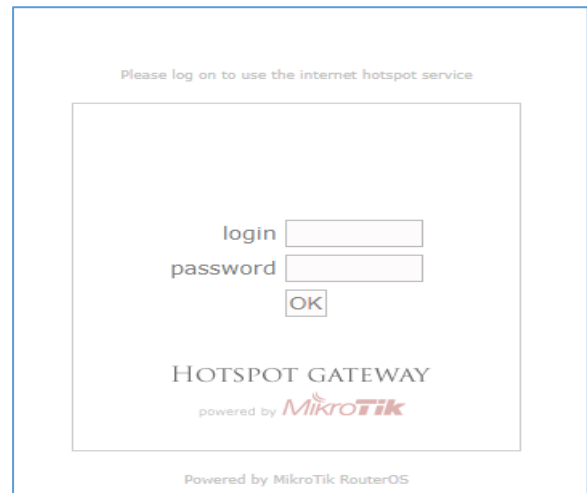 Please log on to use the internet hotspot service
login
password
OK
HOTSPOT GATEWAY
powered by MikroTik
Powered by MikroTik RouterOS